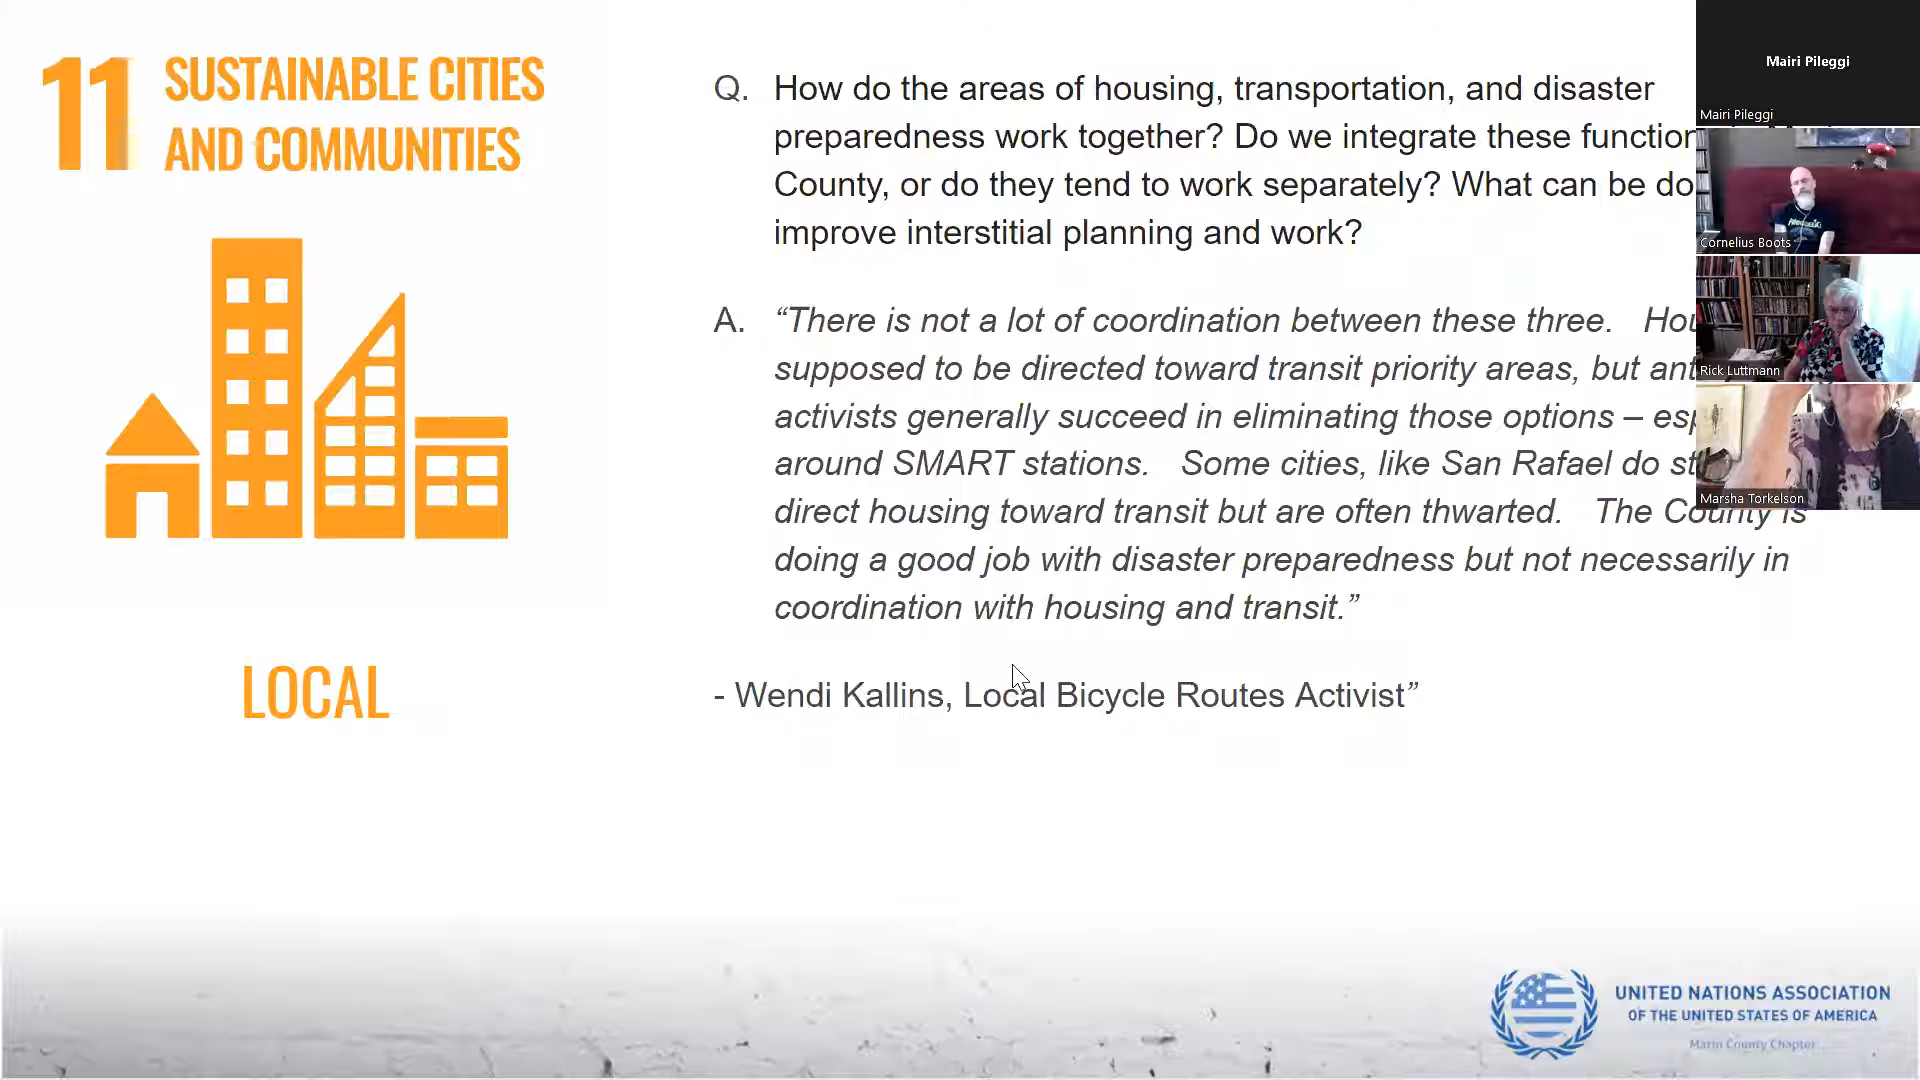 11 SUSTAINABLE CITIES
AND COMMUNITIES
LOCAL
Q. How do the areas of housing, transportation, and disaster
preparedness work together? Do we integrate these function
County, or do they tend to work separately? What can be do
improve interstitial planning and work?
A. “There is not a lot of coordination between these three. Hou
supposed to be directed toward transit priority areas, but ant
activists generally succeed in eliminating those options – esp
around SMART stations. Some cities, like San Rafael do st
direct housing toward transit but are often thwarted. The County is
doing a good job with disaster preparedness but not necessarily in
coordination with housing and transit.”
- Wendi Kallins, Local Bicycle Routes Activist”
Mairi Pileggi
Mairi Pileggi
Cornelius Boots
Rick Luttmann
Marsha Torkelson
UNITED NATIONS ASSOCIATION
OF THE UNITED STATES OF AMERICA
Marin County Chapter